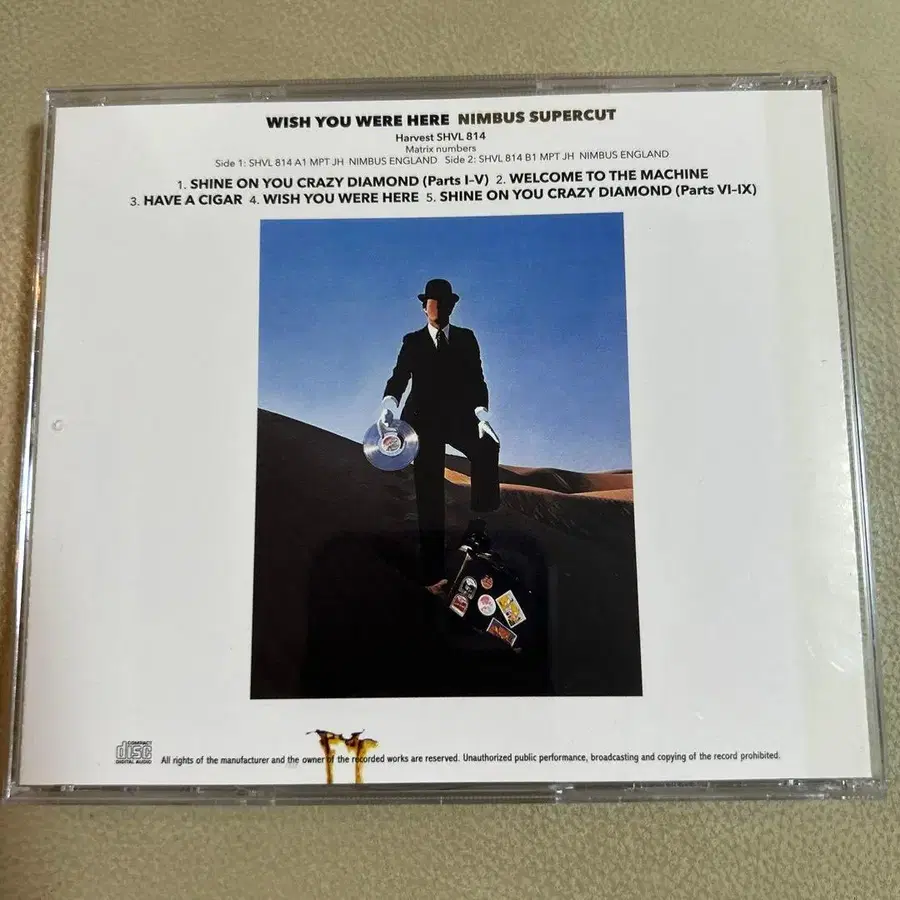 WISH YOU WERE HERE NIMBUS SUPERCUT
Harvest SHVL 814
Matrix numbers
Side 1: SHVL 814 A1 MPT JH NIMBUS ENGLAND Side 2: SHVL 814 B1 MPT JH NIMBUS ENGLAND
1. SHINE ON YOU CRAZY DIAMOND (Parts I-V) 2. WELCOME TO THE MACHINE
3. HAVE A CIGAR 4. WISH YOU WERE HERE 5. SHINE ON YOU CRAZY DIAMOND (Parts VI-IX)
COMPACT
disc
DIGITAL AUDIO
All rights of the manufacturer and the owner of the recorded works are reserved. Unauthorized public performance, broadcasting and copying of the record prohibited.